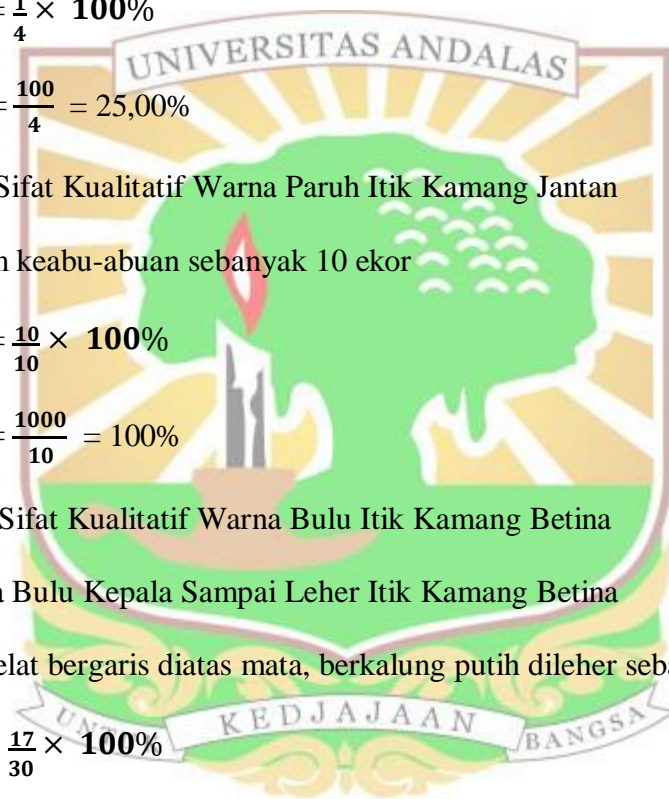 = 1/4 × 100%
UNIVERSITAS ANDALAS
= 100/4 = 25,00%
Sifat Kualitatif Warna Paruh Itik Kamang Jantan
keabu-abuan sebanyak 10 ekor
= 10/10 × 100%
= 1000/10 = 100%
Sifat Kualitatif Warna Bulu Itik Kamang Betina
Bulu Kepala Sampai Leher Itik Kamang Betina
bergaris diatas mata, berkalung putih dileher
KEDJAJAAN BANGSA
17/30 × 100%